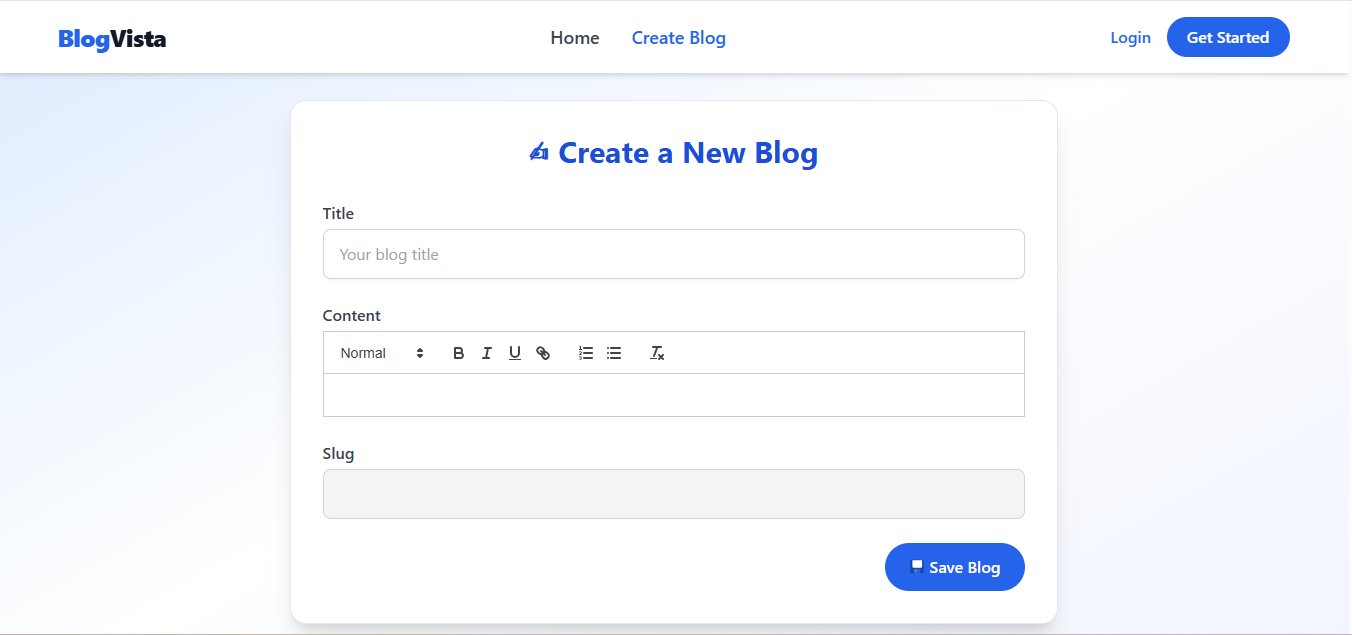 BlogVista Home Create Blog Login Get Started
✍ Create a New Blog
Title
Your blog title
Content
Normal B I U
Slug
💾 Save Blog